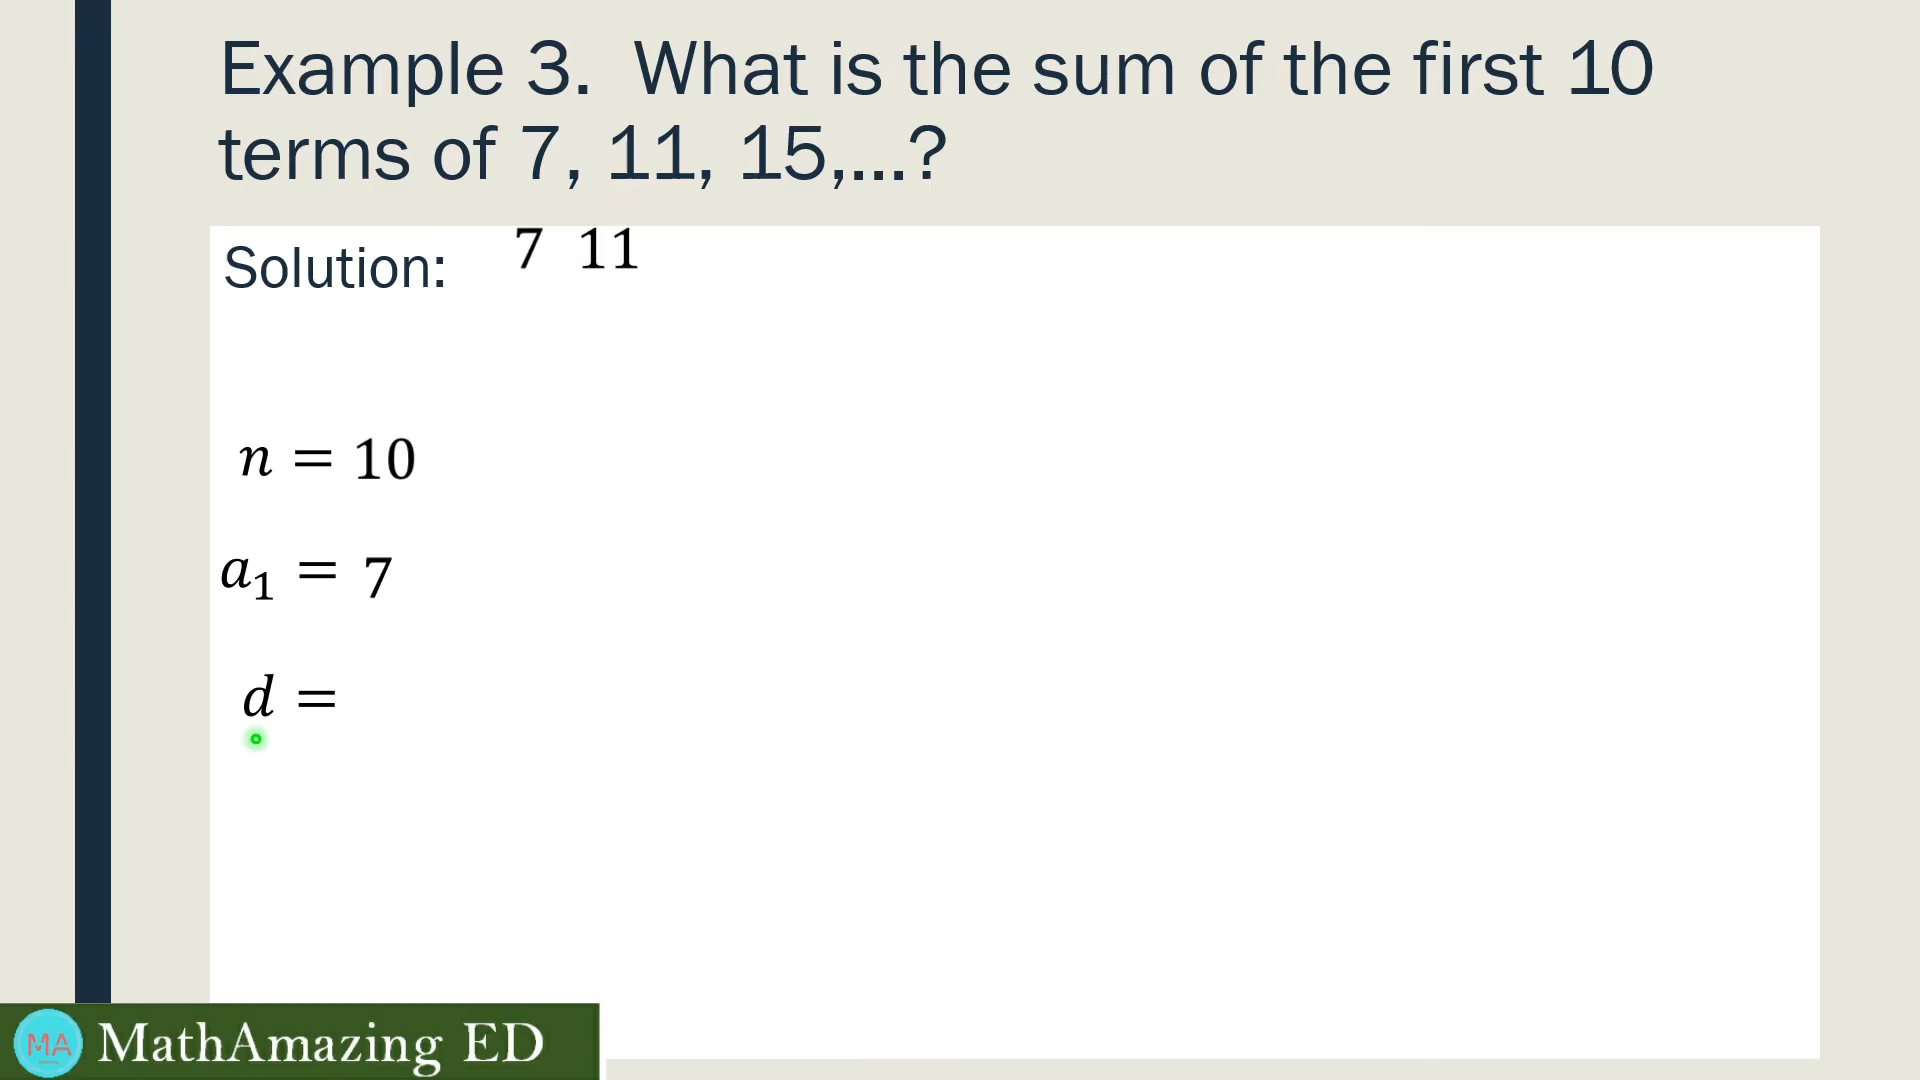 Example 3. What is the sum of the first 10
terms of 7, 11, 15,...?
Solution: 7 11
n = 10
a₁ = 7
d =
MA MathAmazing ED